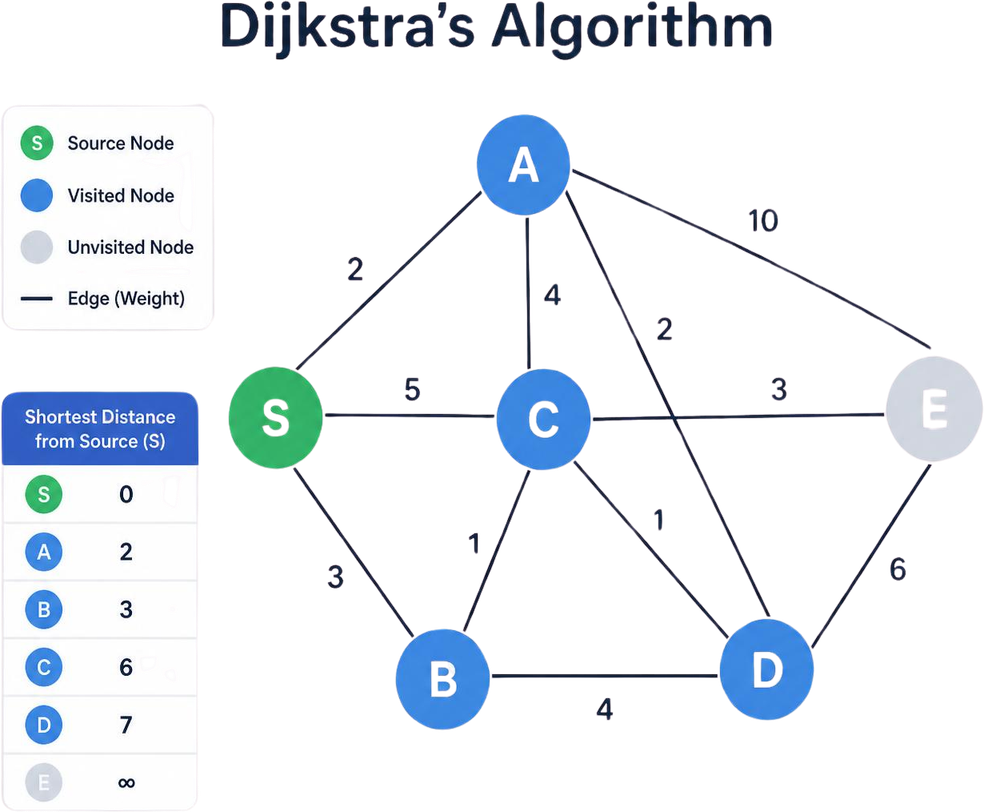 Dijkstra's Algorithm
S Source Node
Visited Node
Unvisited Node
Edge (Weight)
Shortest Distance
from Source (S)
S 0
A 2
B 3
C 6
D 7
E ∞
A
10
2
4
2
5
3
S
C
E
1
1
3
6
B
D
4